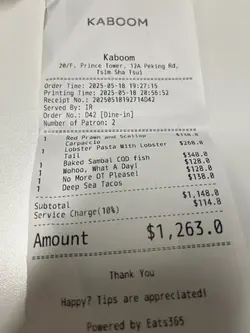 KABOOM
Kaboom
20/F, Prince Tower, 12A Peking Rd,
Tsim Sha Tsui
Order Time: 2025-05-18 19:27:15
Printing Time: 2025-05-18 20:56:52
Receipt No.: 20250518192714D42
Served By: IR
Order No.: D42 [Dine-in]
Number of Patron: 2
1 Red Prawn and Scallop $138.0
Carpaccio
1 Lobster Pasta With Lobster $268.0
Tail
1 Baked Sambal COD fish $348.0
1 Wohoo, What A Day! $128.0
1 No More OT Please! $128.0
1 Deep Sea Tacos $138.0
Subtotal $1,148.0
Service Charge(10%) $114.8
Amount $1,263.0
Thank You
Happy? Tips are appreciated!
Powered by Eats365